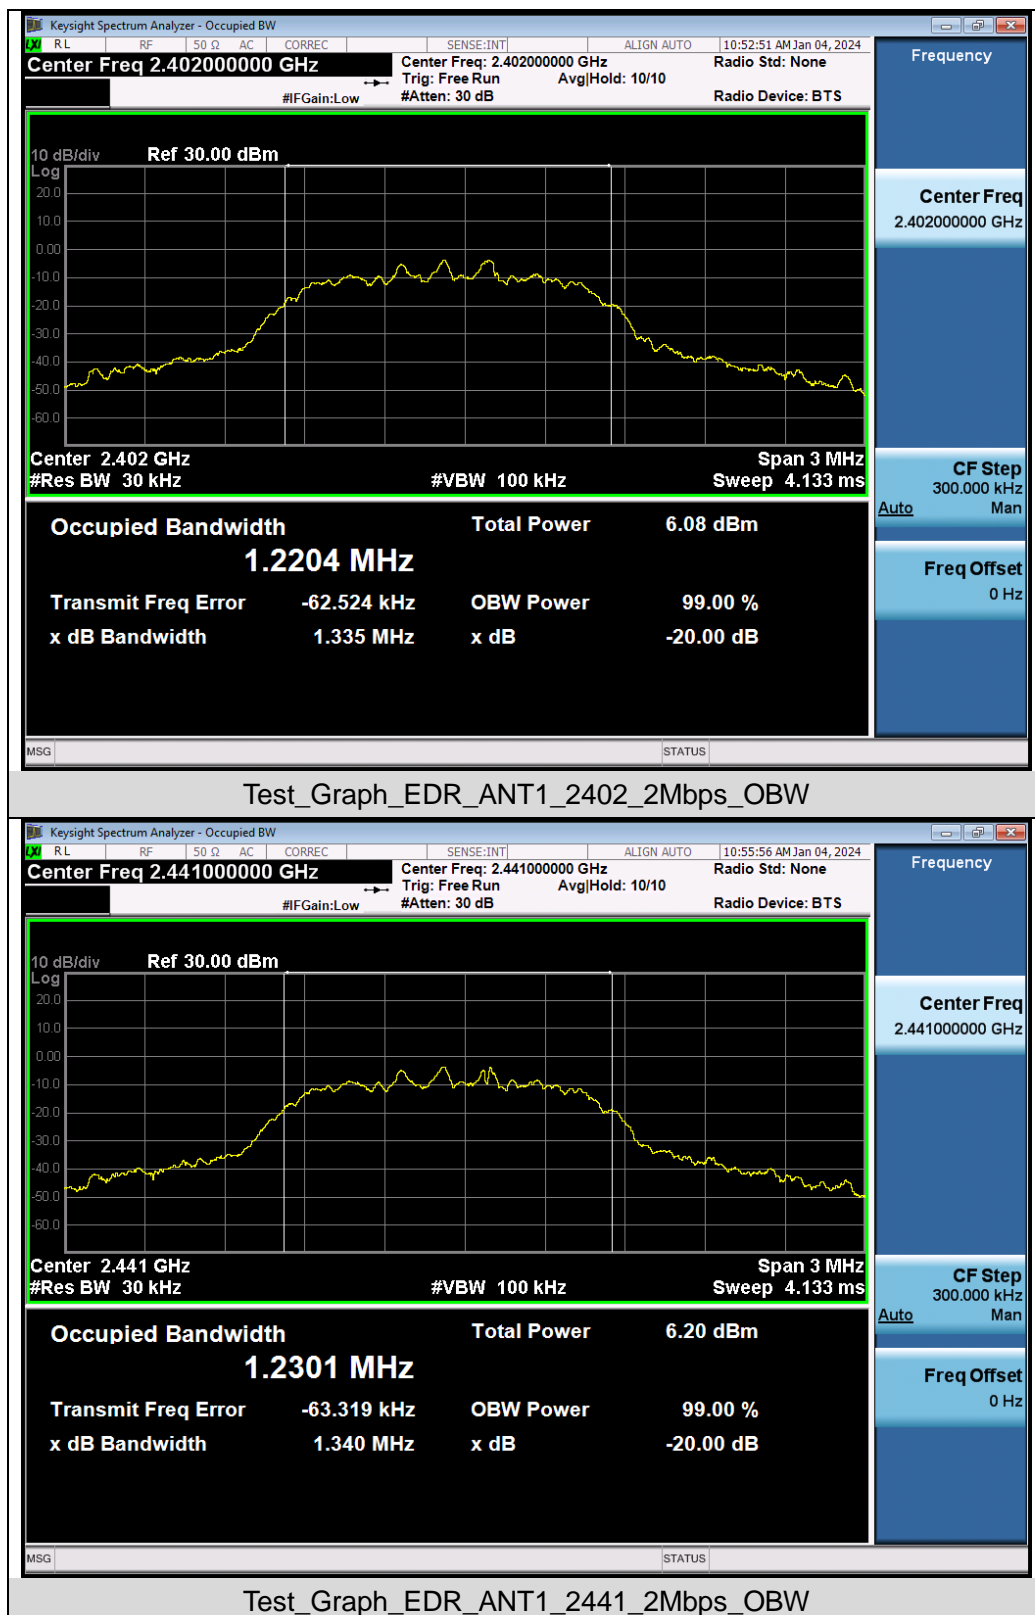 Keysight Spectrum Analyzer - Occupied BW
LXI RL RF 50 Ω AC CORREC SENSE:INT ALIGN AUTO 10:52:51 AM Jan 04, 2024
Center Freq 2.402000000 GHz
Center Freq: 2.402000000 GHz
Radio Std: None
Trig: Free Run Avg|Hold: 10/10
#IFGain:Low
#Atten: 30 dB
Radio Device: BTS
Frequency
10 dB/div Ref 30.00 dBm
Log
20.0
10.0
0.00
-10.0
-20.0
-30.0
-40.0
-50.0
-60.0
Center 2.402 GHz Span 3 MHz
#Res BW 30 kHz #VBW 100 kHz Sweep 4.133 ms
Center Freq
2.402000000 GHz
CF Step
300.000 kHz
Auto Man
Freq Offset
0 Hz
Occupied Bandwidth Total Power 6.08 dBm
1.2204 MHz
Transmit Freq Error -62.524 kHz OBW Power 99.00 %
x dB Bandwidth 1.335 MHz x dB -20.00 dB
MSG STATUS
Test_Graph_EDR_ANT1_2402_2Mbps_OBW
Keysight Spectrum Analyzer - Occupied BW
LXI RL RF 50 Ω AC CORREC SENSE:INT ALIGN AUTO 10:55:56 AM Jan 04, 2024
Center Freq 2.441000000 GHz
Center Freq: 2.441000000 GHz
Radio Std: None
Trig: Free Run Avg|Hold: 10/10
#IFGain:Low
#Atten: 30 dB
Radio Device: BTS
Frequency
10 dB/div Ref 30.00 dBm
Log
20.0
10.0
0.00
-10.0
-20.0
-30.0
-40.0
-50.0
-60.0
Center 2.441 GHz Span 3 MHz
#Res BW 30 kHz #VBW 100 kHz Sweep 4.133 ms
Center Freq
2.441000000 GHz
CF Step
300.000 kHz
Auto Man
Freq Offset
0 Hz
Occupied Bandwidth Total Power 6.20 dBm
1.2301 MHz
Transmit Freq Error -63.319 kHz OBW Power 99.00 %
x dB Bandwidth 1.340 MHz x dB -20.00 dB
MSG STATUS
Test_Graph_EDR_ANT1_2441_2Mbps_OBW